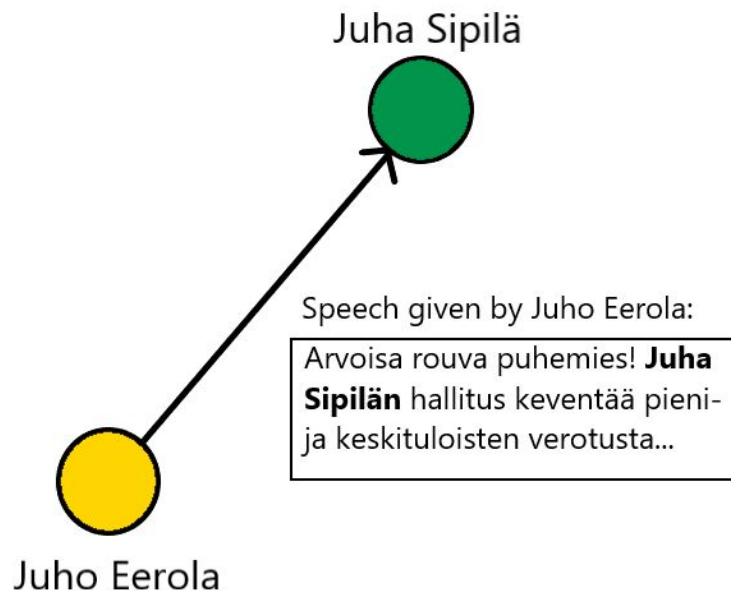 Juha Sipilä
Speech given by Juho Eerola:
Arvoisa rouva puhemies! Juha
Sipilän hallitus keventää pieni-
ja keskituloisten verotusta...
Juho Eerola